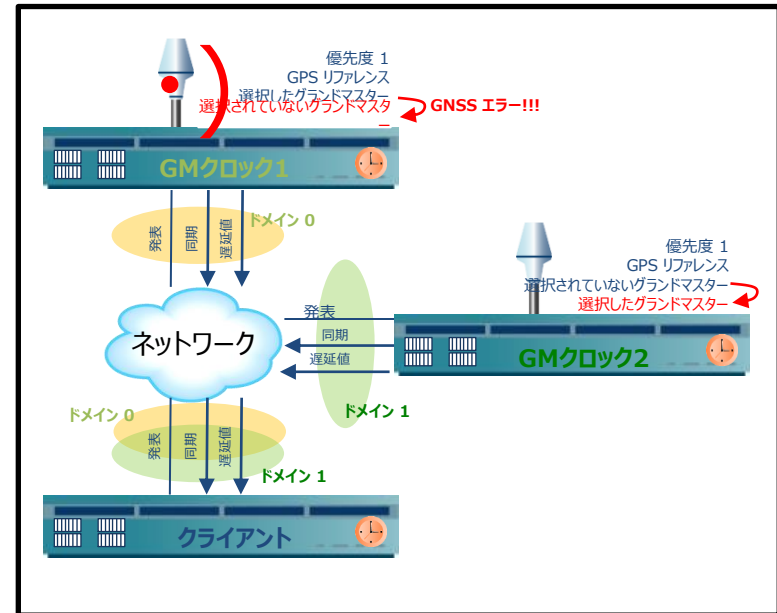 優先度 1
GPS リファレンス
選択したグランドマスター
選択されていないグランドマスタ
ー
GNSS エラー!!!
GMクロック1
ドメイン 0
発表
同期
遅延値
優先度 1
GPS リファレンス
選択されていないグランドマスター
選択したグランドマスター
発表
同期
遅延値
ネットワーク
GMクロック2
ドメイン 1
ドメイン 0
発表
同期
遅延値
ドメイン 1
クライアント